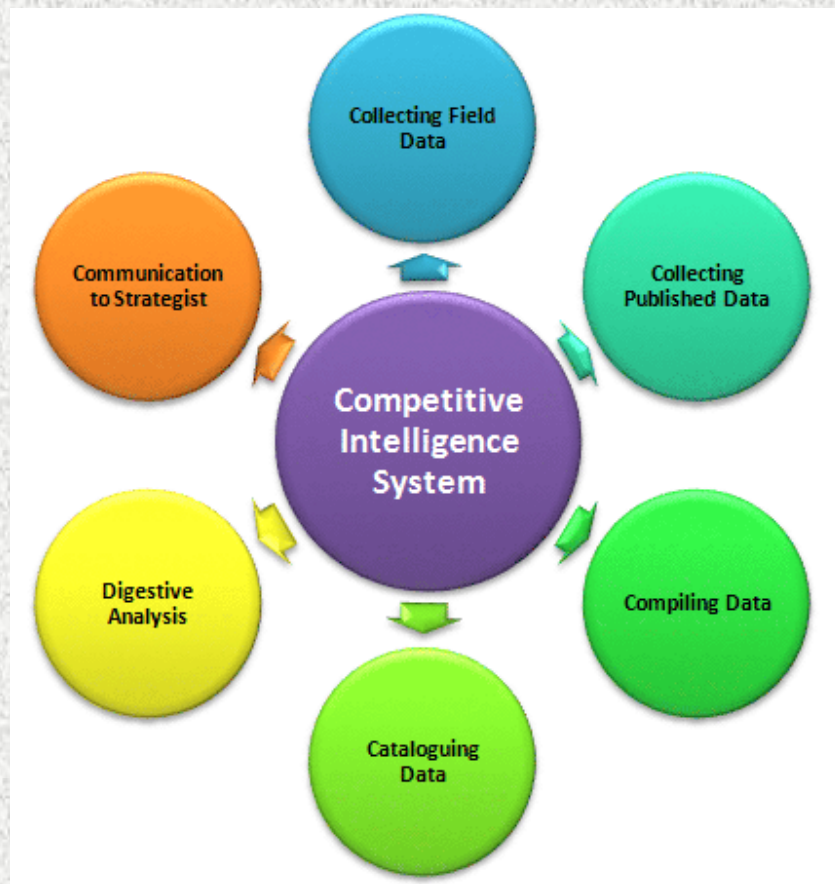 Collecting Field
Data
Collecting
Published Data
Compiling Data
Cataloguing
Data
Digestive
Analysis
Communication
to Strategist
Competitive
Intelligence
System